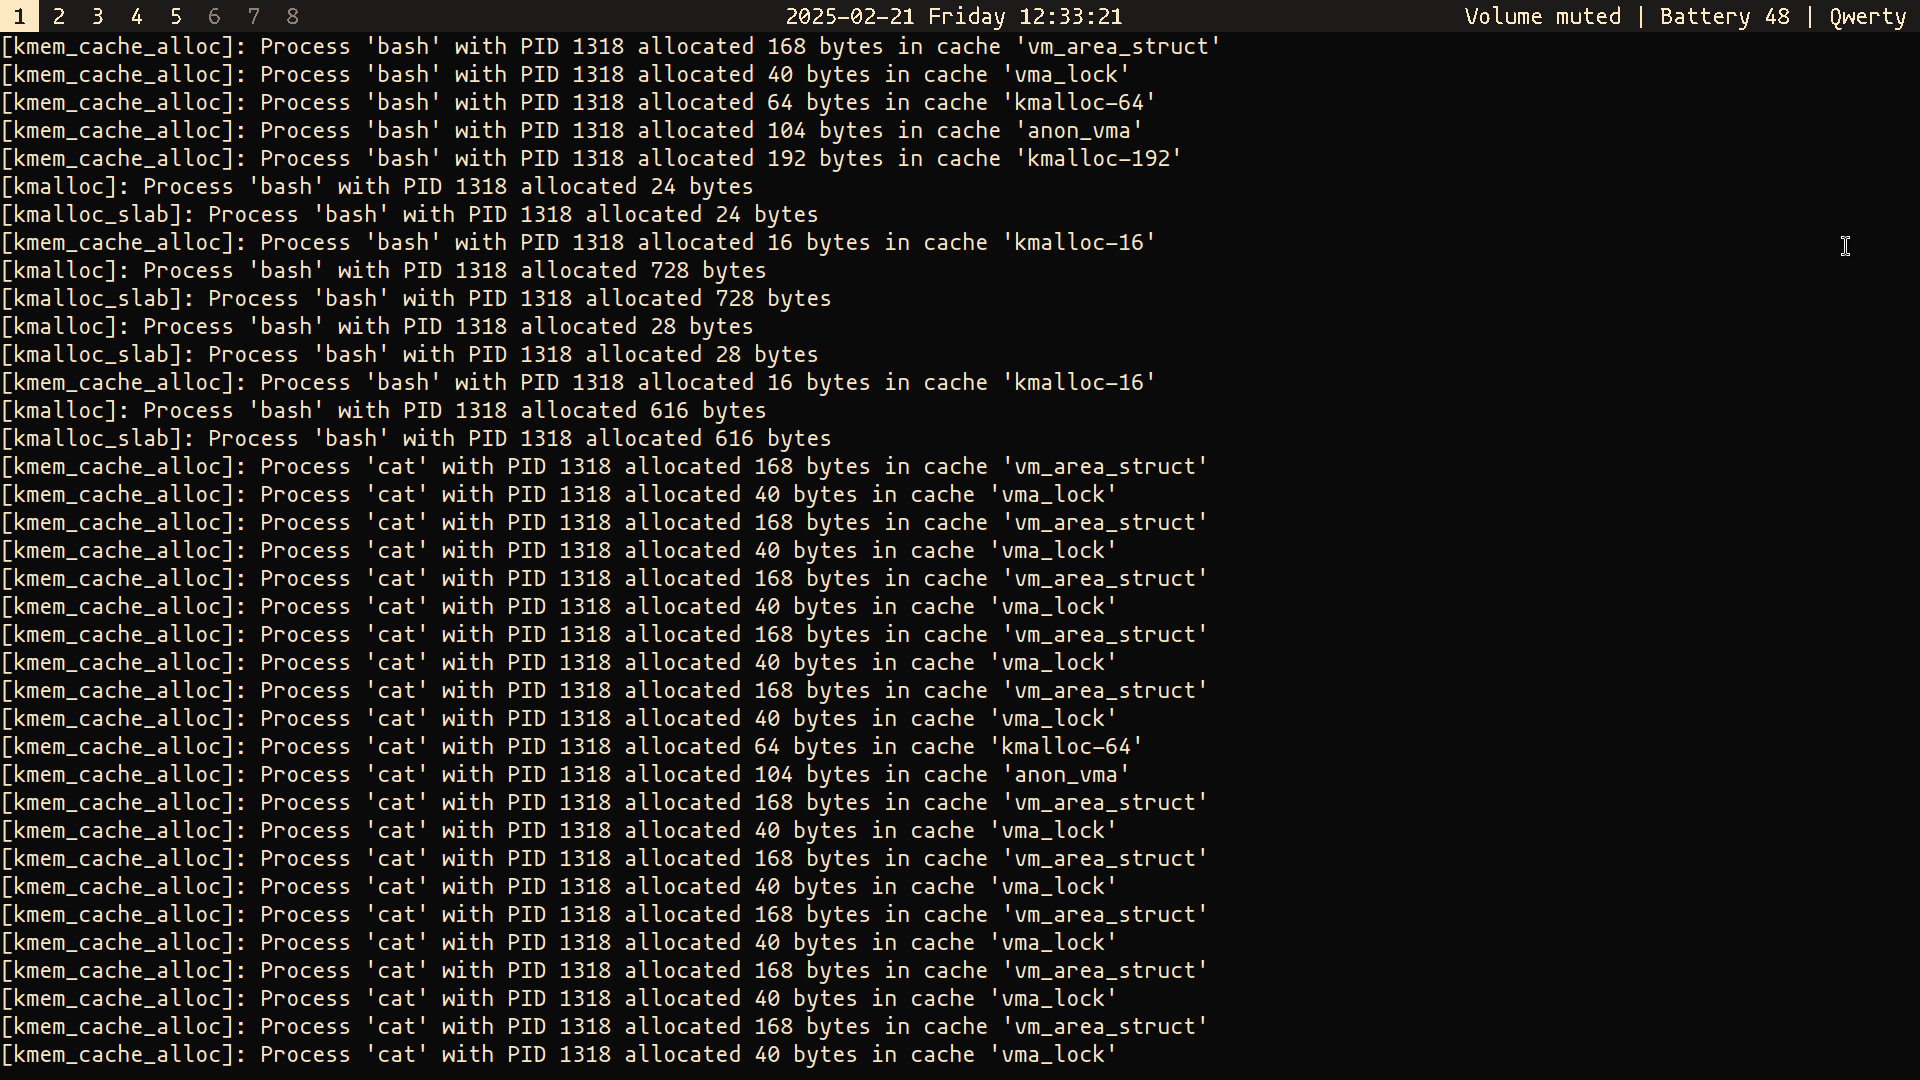 1 2 3 4 5 6 7 8 2025-02-21 Friday 12:33:21 Volume muted | Battery 48 | Qwerty
[kmem_cache_alloc]: Process 'bash' with PID 1318 allocated 168 bytes in cache 'vm_area_struct'
[kmem_cache_alloc]: Process 'bash' with PID 1318 allocated 40 bytes in cache 'vma_lock'
[kmem_cache_alloc]: Process 'bash' with PID 1318 allocated 64 bytes in cache 'kmalloc-64'
[kmem_cache_alloc]: Process 'bash' with PID 1318 allocated 104 bytes in cache 'anon_vma'
[kmem_cache_alloc]: Process 'bash' with PID 1318 allocated 192 bytes in cache 'kmalloc-192'
[kmalloc]: Process 'bash' with PID 1318 allocated 24 bytes
[kmalloc_slab]: Process 'bash' with PID 1318 allocated 24 bytes
[kmem_cache_alloc]: Process 'bash' with PID 1318 allocated 16 bytes in cache 'kmalloc-16'
[kmalloc]: Process 'bash' with PID 1318 allocated 728 bytes
[kmalloc_slab]: Process 'bash' with PID 1318 allocated 728 bytes
[kmalloc]: Process 'bash' with PID 1318 allocated 28 bytes
[kmalloc_slab]: Process 'bash' with PID 1318 allocated 28 bytes
[kmem_cache_alloc]: Process 'bash' with PID 1318 allocated 16 bytes in cache 'kmalloc-16'
[kmalloc]: Process 'bash' with PID 1318 allocated 616 bytes
[kmalloc_slab]: Process 'bash' with PID 1318 allocated 616 bytes
[kmem_cache_alloc]: Process 'cat' with PID 1318 allocated 168 bytes in cache 'vm_area_struct'
[kmem_cache_alloc]: Process 'cat' with PID 1318 allocated 40 bytes in cache 'vma_lock'
[kmem_cache_alloc]: Process 'cat' with PID 1318 allocated 168 bytes in cache 'vm_area_struct'
[kmem_cache_alloc]: Process 'cat' with PID 1318 allocated 40 bytes in cache 'vma_lock'
[kmem_cache_alloc]: Process 'cat' with PID 1318 allocated 168 bytes in cache 'vm_area_struct'
[kmem_cache_alloc]: Process 'cat' with PID 1318 allocated 40 bytes in cache 'vma_lock'
[kmem_cache_alloc]: Process 'cat' with PID 1318 allocated 168 bytes in cache 'vm_area_struct'
[kmem_cache_alloc]: Process 'cat' with PID 1318 allocated 40 bytes in cache 'vma_lock'
[kmem_cache_alloc]: Process 'cat' with PID 1318 allocated 168 bytes in cache 'vm_area_struct'
[kmem_cache_alloc]: Process 'cat' with PID 1318 allocated 40 bytes in cache 'vma_lock'
[kmem_cache_alloc]: Process 'cat' with PID 1318 allocated 64 bytes in cache 'kmalloc-64'
[kmem_cache_alloc]: Process 'cat' with PID 1318 allocated 104 bytes in cache 'anon_vma'
[kmem_cache_alloc]: Process 'cat' with PID 1318 allocated 168 bytes in cache 'vm_area_struct'
[kmem_cache_alloc]: Process 'cat' with PID 1318 allocated 40 bytes in cache 'vma_lock'
[kmem_cache_alloc]: Process 'cat' with PID 1318 allocated 168 bytes in cache 'vm_area_struct'
[kmem_cache_alloc]: Process 'cat' with PID 1318 allocated 40 bytes in cache 'vma_lock'
[kmem_cache_alloc]: Process 'cat' with PID 1318 allocated 168 bytes in cache 'vm_area_struct'
[kmem_cache_alloc]: Process 'cat' with PID 1318 allocated 40 bytes in cache 'vma_lock'
[kmem_cache_alloc]: Process 'cat' with PID 1318 allocated 168 bytes in cache 'vm_area_struct'
[kmem_cache_alloc]: Process 'cat' with PID 1318 allocated 40 bytes in cache 'vma_lock'
[kmem_cache_alloc]: Process 'cat' with PID 1318 allocated 168 bytes in cache 'vm_area_struct'
[kmem_cache_alloc]: Process 'cat' with PID 1318 allocated 40 bytes in cache 'vma_lock'